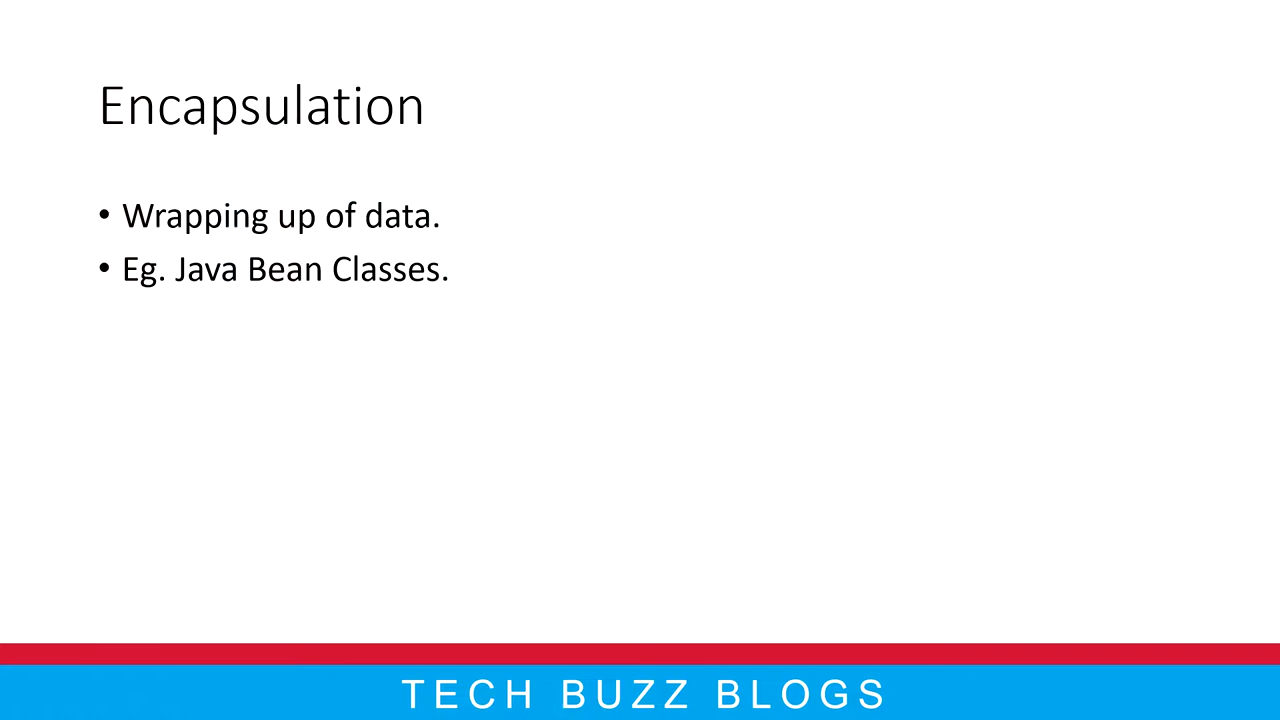 Encapsulation
• Wrapping up of data.
• Eg. Java Bean Classes.
TECH BUZZ BLOGS